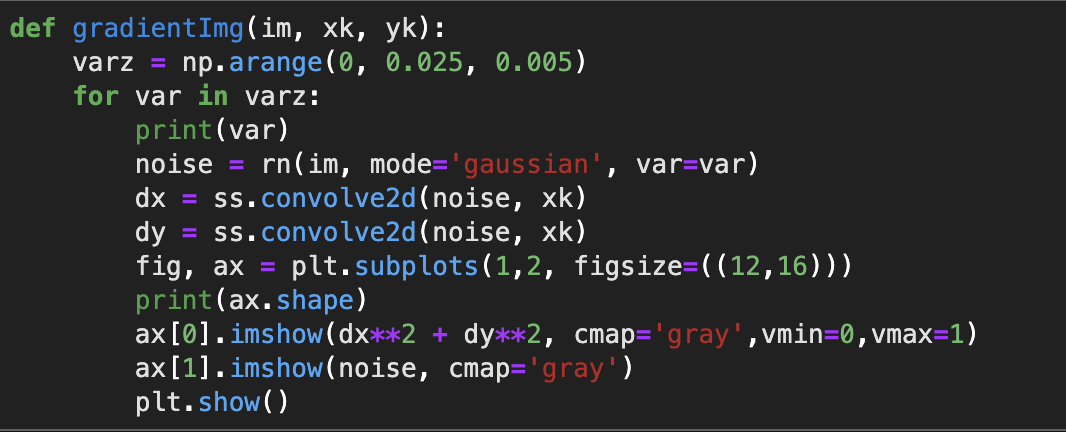 def gradientImg(im, xk, yk):
    varz = np.arange(0, 0.025, 0.005)
    for var in varz:
        print(var)
        noise = rn(im, mode='gaussian', var=var)
        dx = ss.convolve2d(noise, xk)
        dy = ss.convolve2d(noise, xk)
        fig, ax = plt.subplots(1,2, figsize=((12,16)))
        print(ax.shape)
        ax[0].imshow(dx**2 + dy**2, cmap='gray',vmin=0,vmax=1)
        ax[1].imshow(noise, cmap='gray')
        plt.show()